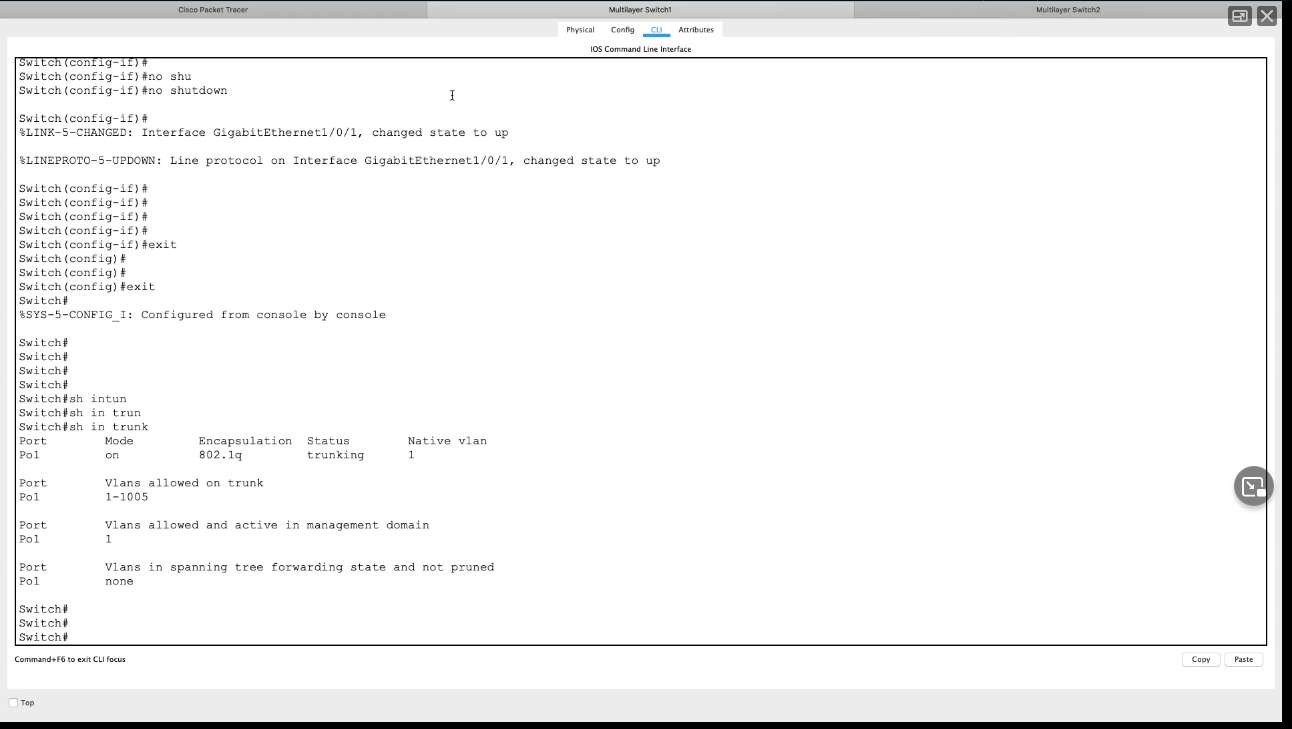 Cisco Packet Tracer
Multilayer Switch1
Multilayer Switch2
Physical Config CLI Attributes
IOS Command Line Interface
Switch(config-if)#
Switch(config-if)#no shu
Switch(config-if)#no shutdown
Switch(config-if)#
%LINK-5-CHANGED: Interface GigabitEthernet1/0/1, changed state to up
%LINEPROTO-5-UPDOWN: Line protocol on Interface GigabitEthernet1/0/1, changed state to up
Switch(config-if)#
Switch(config-if)#
Switch(config-if)#
Switch(config-if)#
Switch(config-if)#exit
Switch(config)#
Switch(config)#
Switch(config)#exit
Switch#
%SYS-5-CONFIG_I: Configured from console by console
Switch#
Switch#
Switch#
Switch#
Switch#sh intun
Switch#sh in trun
Switch#sh in trunk
Port Mode Encapsulation Status Native vlan
Po1 on 802.1q trunking 1
Port Vlans allowed on trunk
Po1 1-1005
Port Vlans allowed and active in management domain
Po1 1
Port Vlans in spanning tree forwarding state and not pruned
Po1 none
Switch#
Switch#
Switch#
Command+F6 to exit CLI focus
Copy Paste
Top